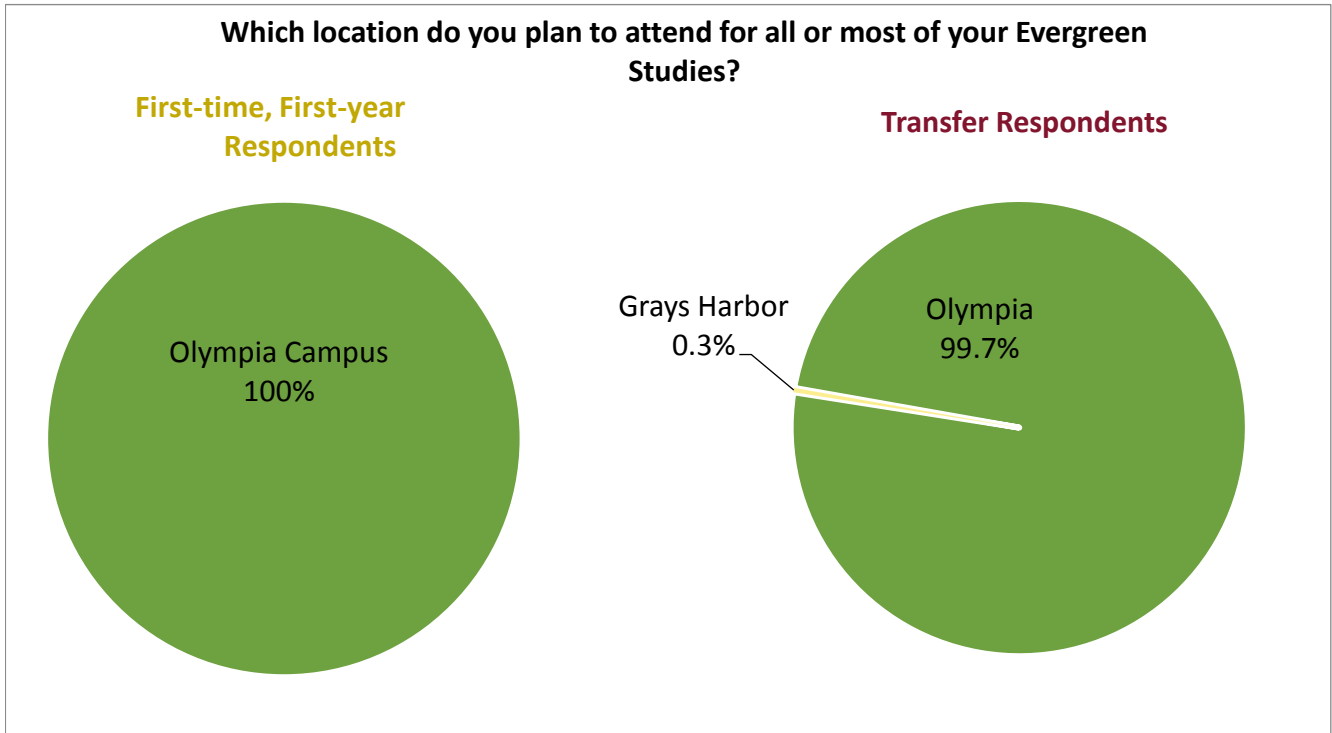 Which location do you plan to attend for all or most of your Evergreen
Studies?
First-time, First-year
Respondents
Olympia Campus
100%
Transfer Respondents
Grays Harbor
0.3%
Olympia
99.7%